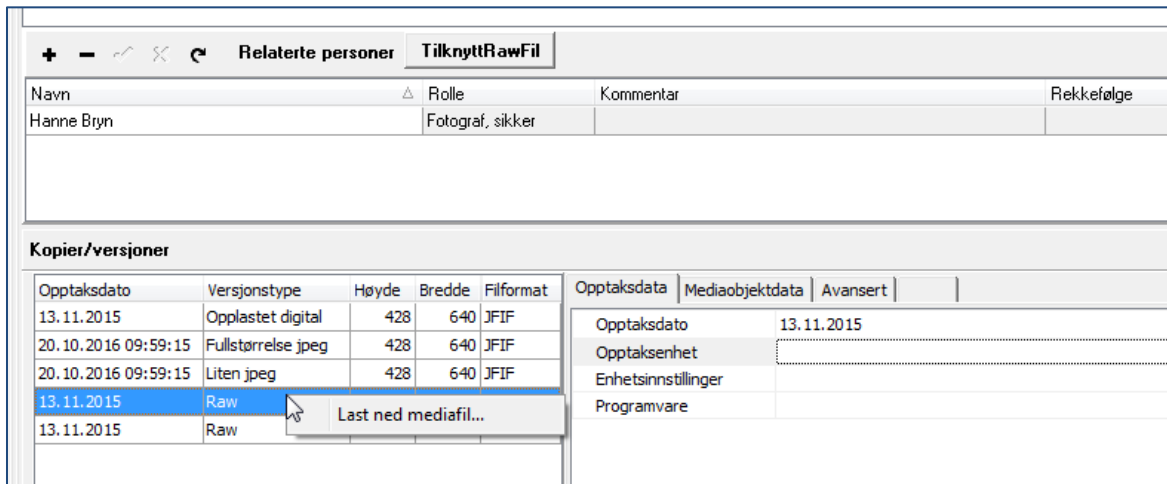 Relaterte personer TilknyttRawFil
Navn Rolle Kommentar Rekkefølge
Hanne Bryn Fotograf, sikker
Kopier/versjoner
Opptaksdato Versjonstype Høyde Bredde Filformat Opptaksdata Mediaobjektdata Avansert
13.11.2015 Opplastet digital 428 640 JFIF Opptaksdato 13.11.2015
20.10.2016 09:59:15 Fullstørrelse jpeg 428 640 JFIF Opptaksenhet
20.10.2016 09:59:15 Liten jpeg 428 640 JFIF Enhetsinnstillinger
13.11.2015 Raw Last ned mediafil... Programvare
13.11.2015 Raw